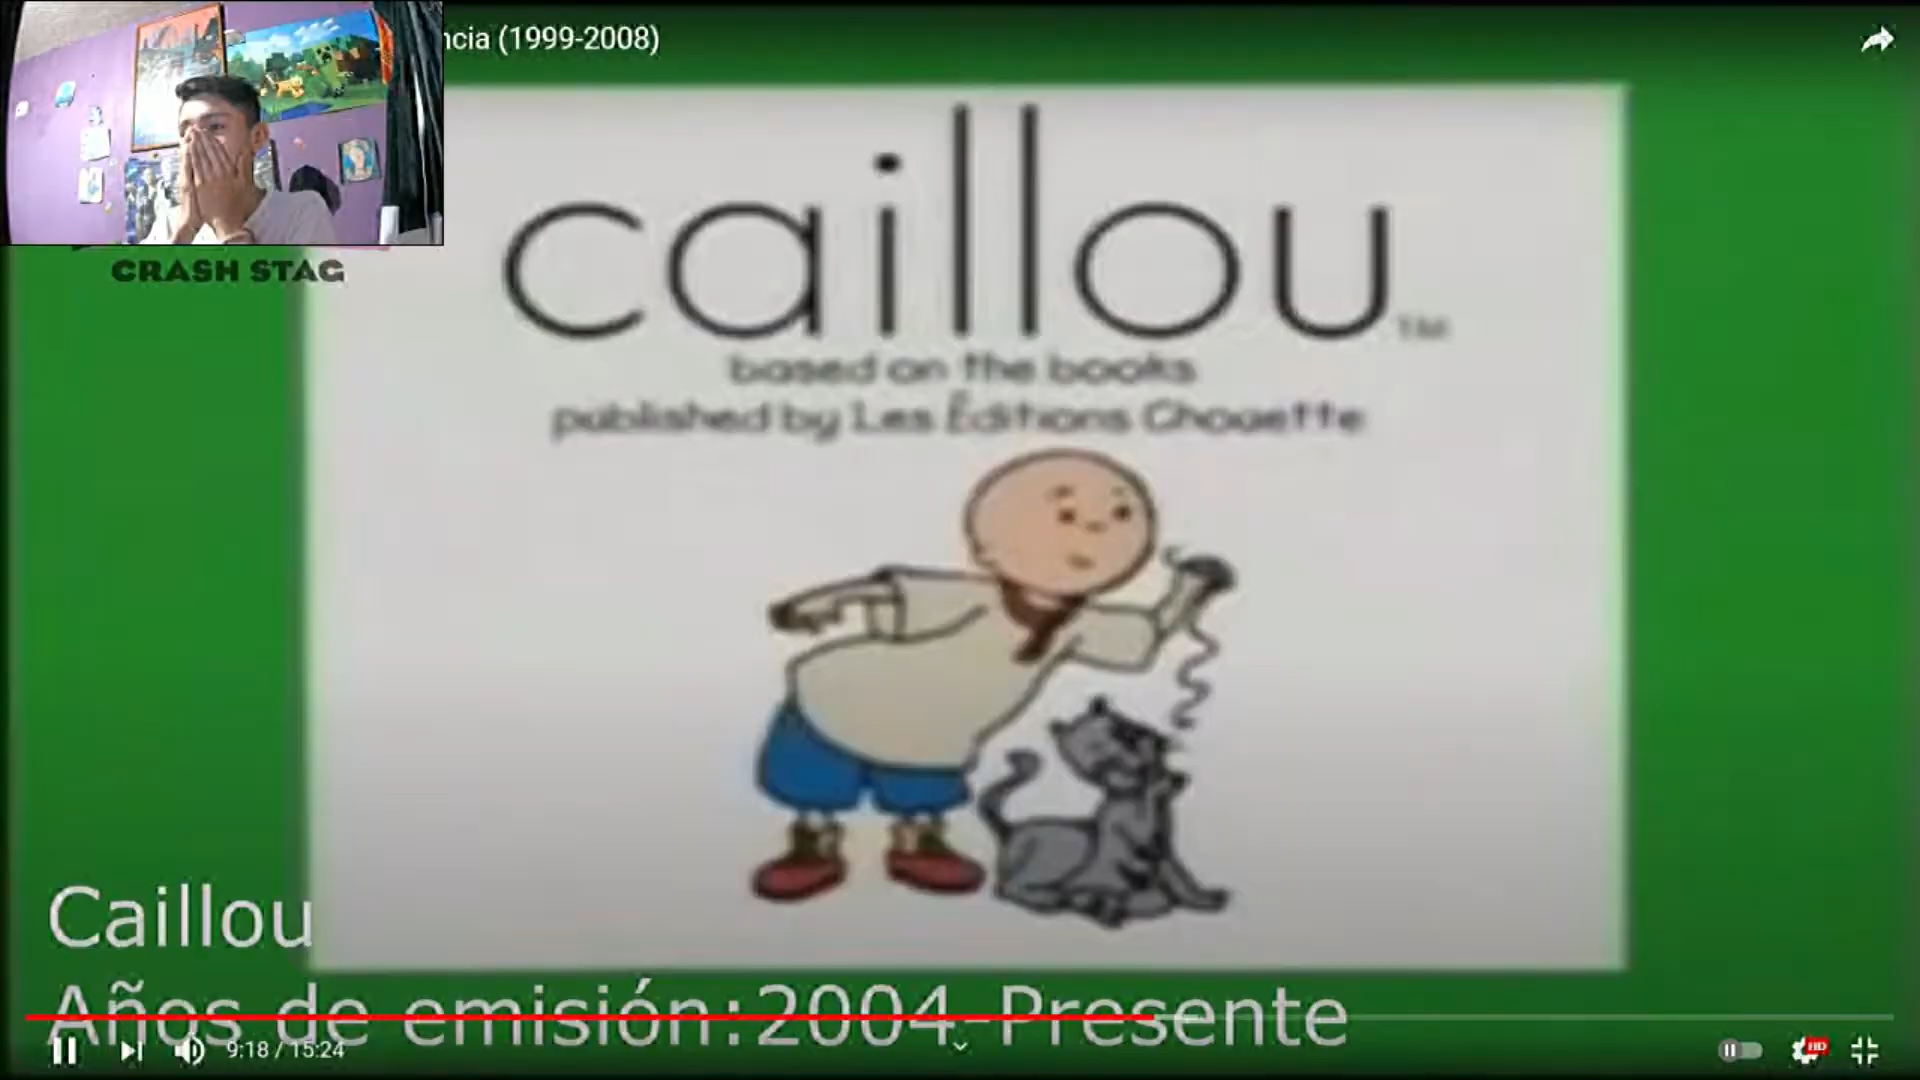 ncia (1999-2008)
CRASH STAG
caillou
TM
based on the books
published by Les Éditions Chouette
Caillou
Años de emisión:2004-Presente
9:18 / 15:24
HD